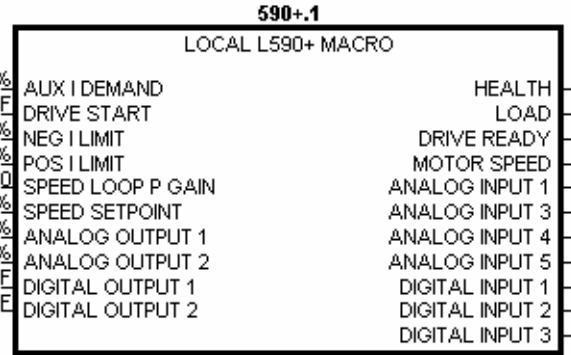 590+.1
LOCAL L590+ MACRO
AUX I DEMAND HEALTH
DRIVE START LOAD
NEG I LIMIT DRIVE READY
POS I LIMIT MOTOR SPEED
SPEED LOOP P GAIN ANALOG INPUT 1
SPEED SETPOINT ANALOG INPUT 3
ANALOG OUTPUT 1 ANALOG INPUT 4
ANALOG OUTPUT 2 ANALOG INPUT 5
DIGITAL OUTPUT 1 DIGITAL INPUT 1
DIGITAL OUTPUT 2 DIGITAL INPUT 2
DIGITAL INPUT 3